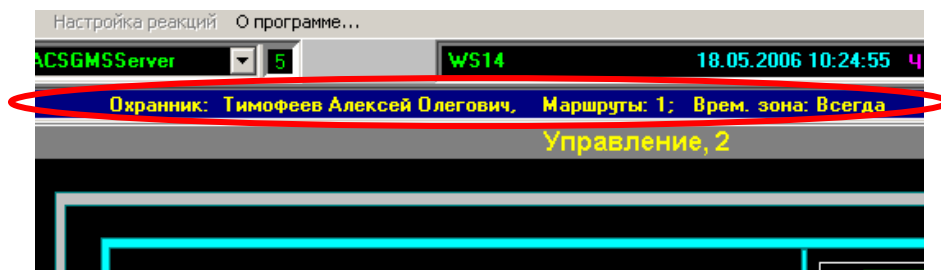 Настройка реакций О программе...
ACSGMSServer 5 WS14 18.05.2006 10:24:55
Охранник: Тимофеев Алексей Олегович, Маршруты: 1; Врем. зона: Всегда
Управление, 2